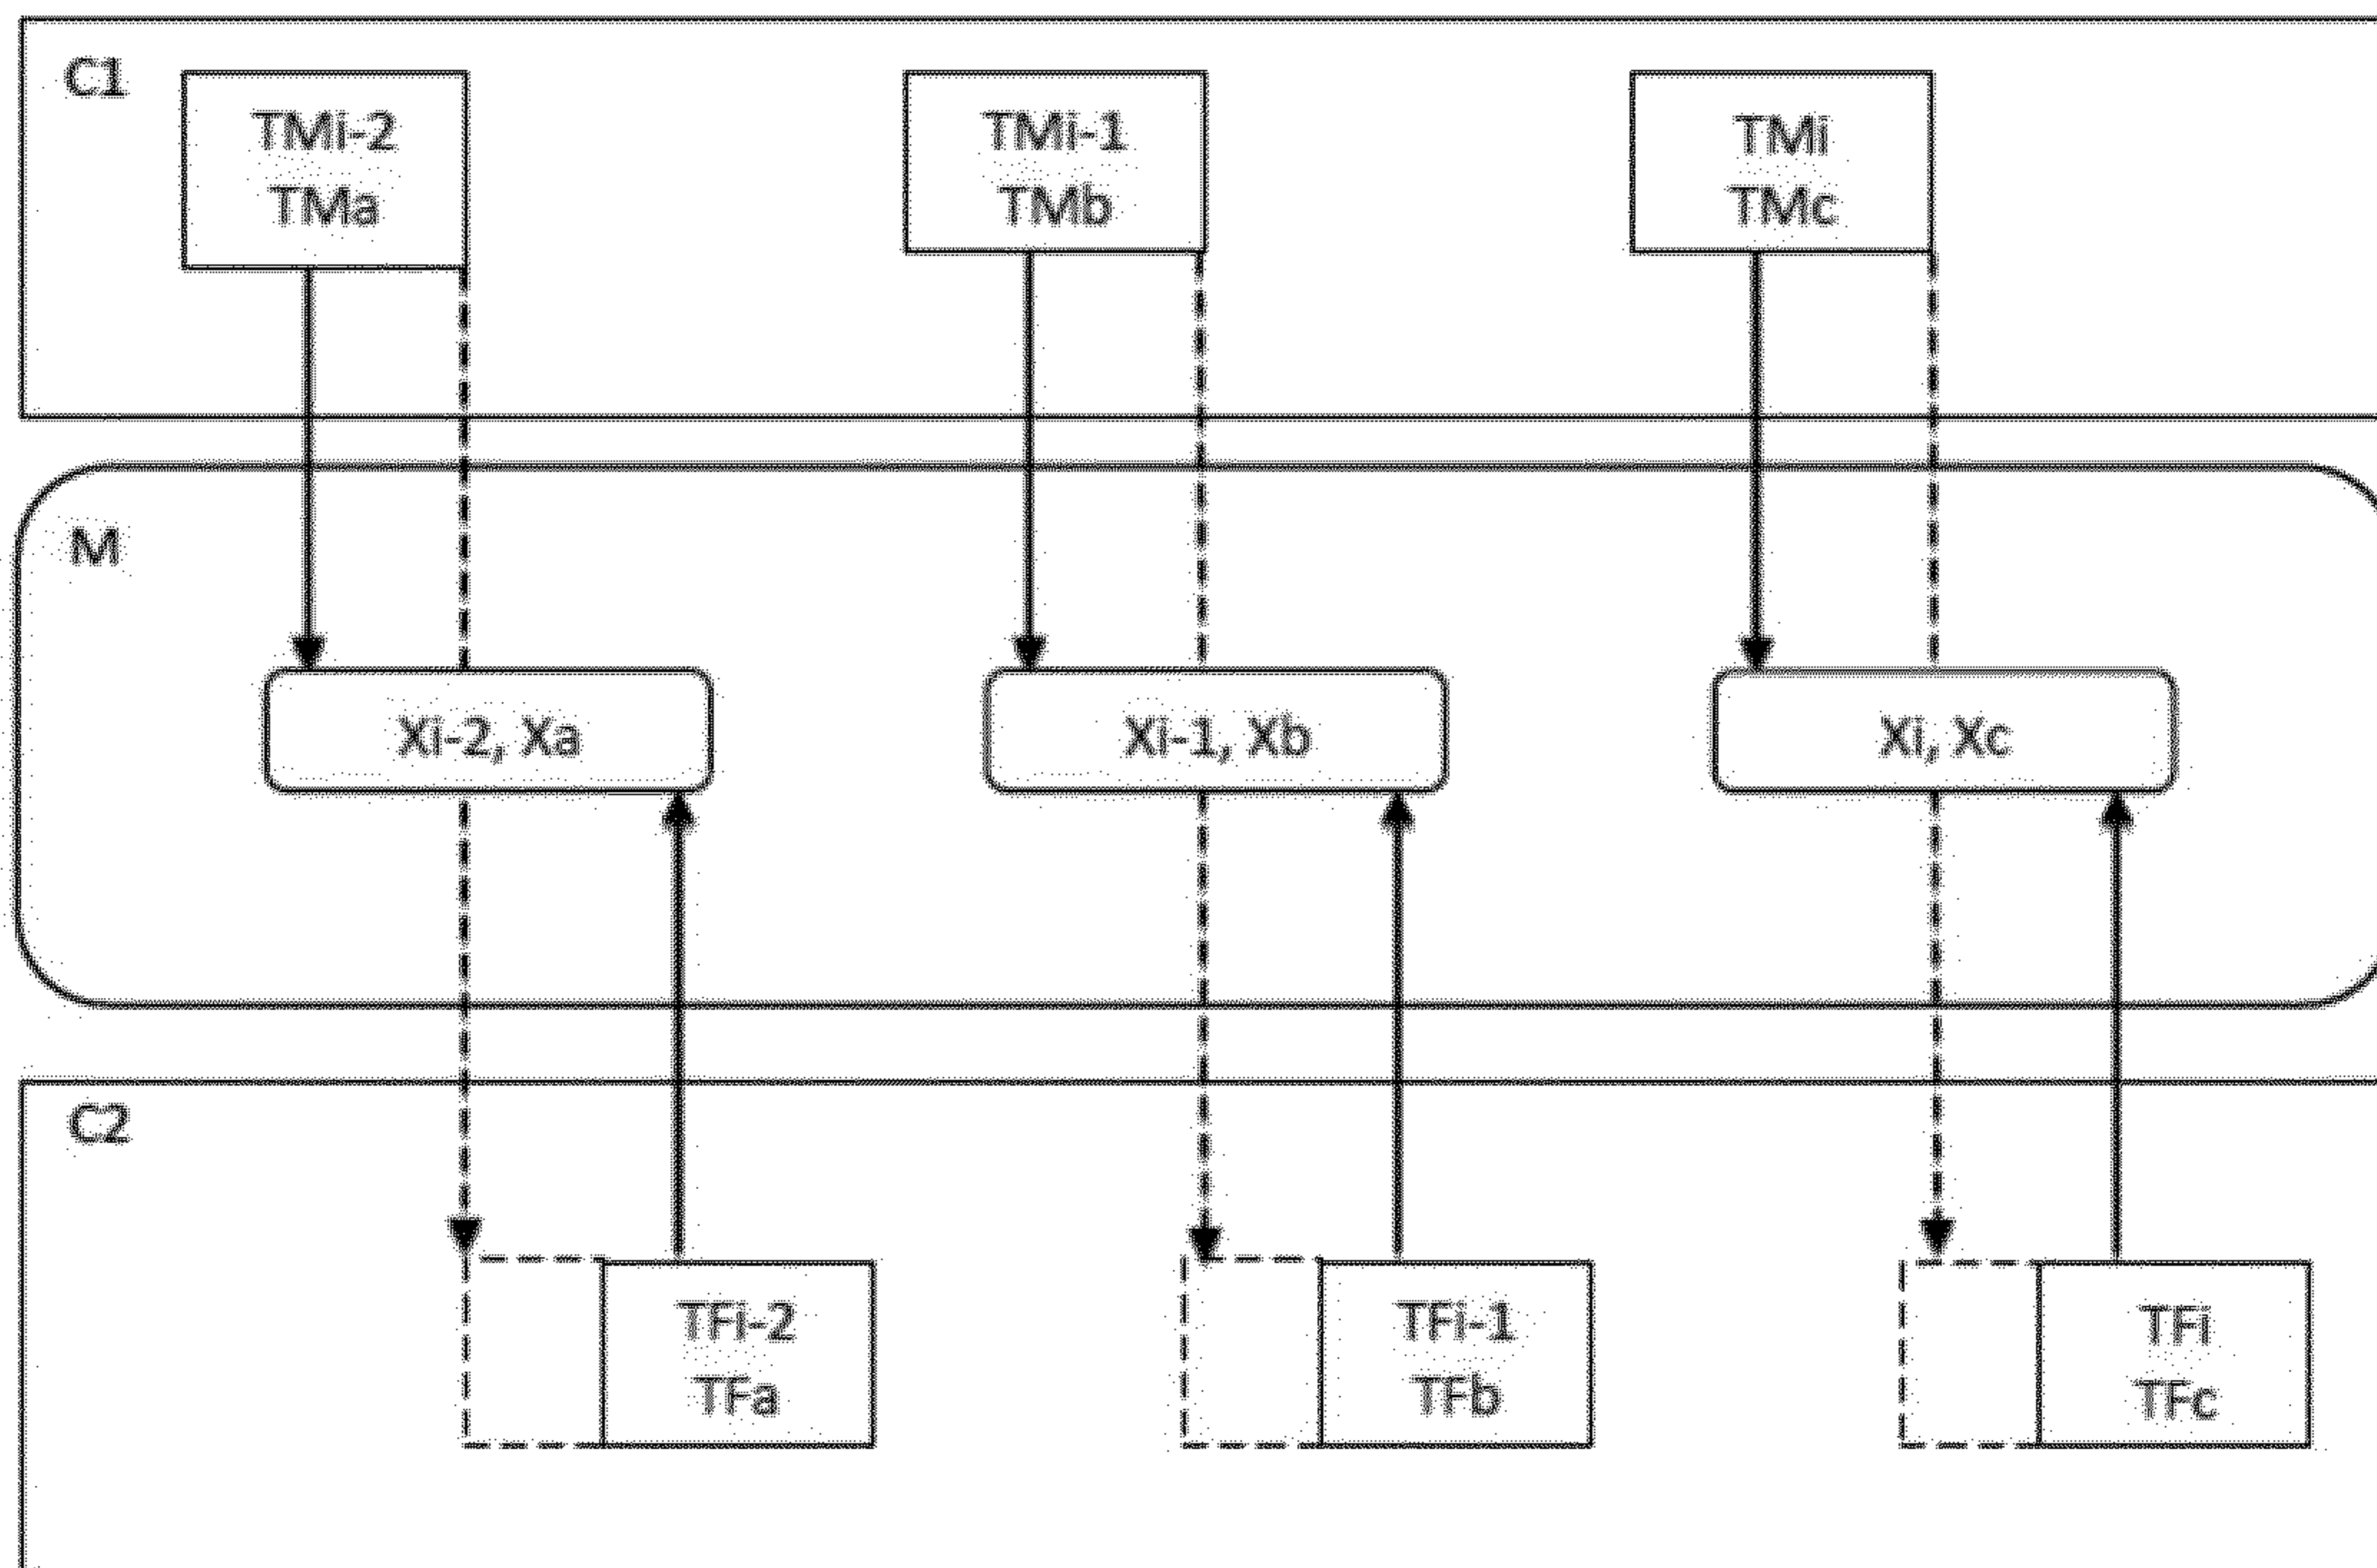 C1
TMi-2
TMa
TMi-1
TMb
TMi
TMc
M
Xi-2, Xa
Xi-1, Xb
Xi, Xc
C2
TFi-2
TFa
TFi-1
TFb
TFi
TFc